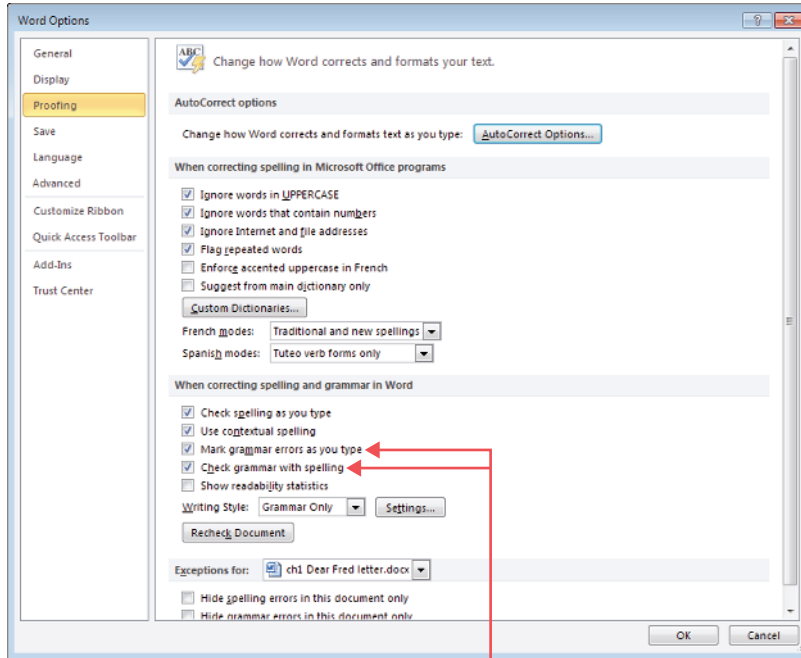 Word Options
General
Display
Proofing
Save
Language
Advanced
Customize Ribbon
Quick Access Toolbar
Add-Ins
Trust Center
ABC
Change how Word corrects and formats your text.
AutoCorrect options
Change how Word corrects and formats text as you type: AutoCorrect Options...
When correcting spelling in Microsoft Office programs
Ignore words in UPPERCASE
Ignore words that contain numbers
Ignore Internet and file addresses
Flag repeated words
Enforce accented uppercase in French
Suggest from main dictionary only
Custom Dictionaries...
French modes: Traditional and new spellings
Spanish modes: Tuteo verb forms only
When correcting spelling and grammar in Word
Check spelling as you type
Use contextual spelling
Mark grammar errors as you type
Check grammar with spelling
Show readability statistics
Writing Style: Grammar Only Settings...
Recheck Document
Exceptions for: ch1 Dear Fred letter.docx
Hide spelling errors in this document only
Hide grammar errors in this document only
OK Cancel